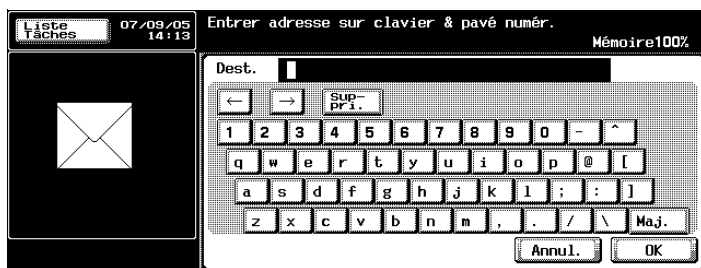 Liste
Tâches
07/09/05
14:13
Entrer adresse sur clavier & pavé numér.
Mémoire100%
Dest.
← → Sup-
pri.
1 2 3 4 5 6 7 8 9 0 - ^
q w e r t y u i o p @ [
a s d f g h j k l ; : ]
z x c v b n m , . / \ Maj.
Annul. OK